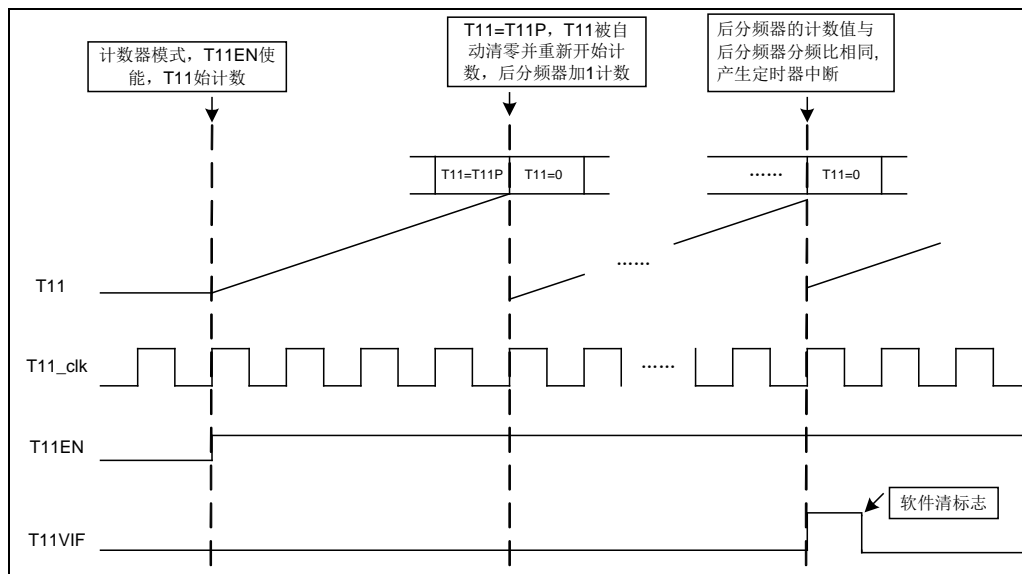 计数器模式，T11EN使
能，T11始计数
T11=T11P，T11被自
动清零并重新开始计
数，后分频器加1计数
后分频器的计数值与
后分频器分频比相同,
产生定时器中断
T11=T11P
T11=0
……
T11=0
……
T11
T11_clk
……
T11EN
软件清标志
T11VIF